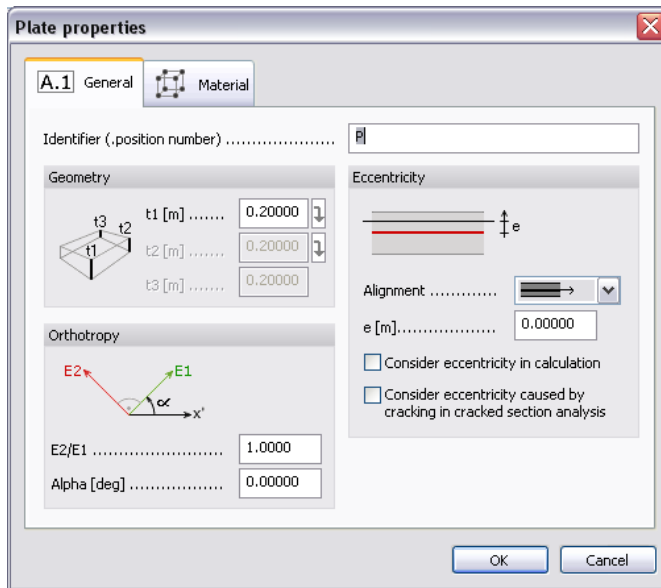 Plate properties
A.1 General
Material
Identifier (.position number) ..................... P
Geometry
t3
t2
t1
t1 [m] ....... 0.20000
t2 [m] ....... 0.20000
t3 [m] ....... 0.20000
Orthotropy
E2
E1
α
x'
E2/E1 ......................... 1.0000
Alpha [deg] .................. 0.00000
Eccentricity
e
Alignment .............
e [m]................... 0.00000
Consider eccentricity in calculation
Consider eccentricity caused by
cracking in cracked section analysis
OK
Cancel